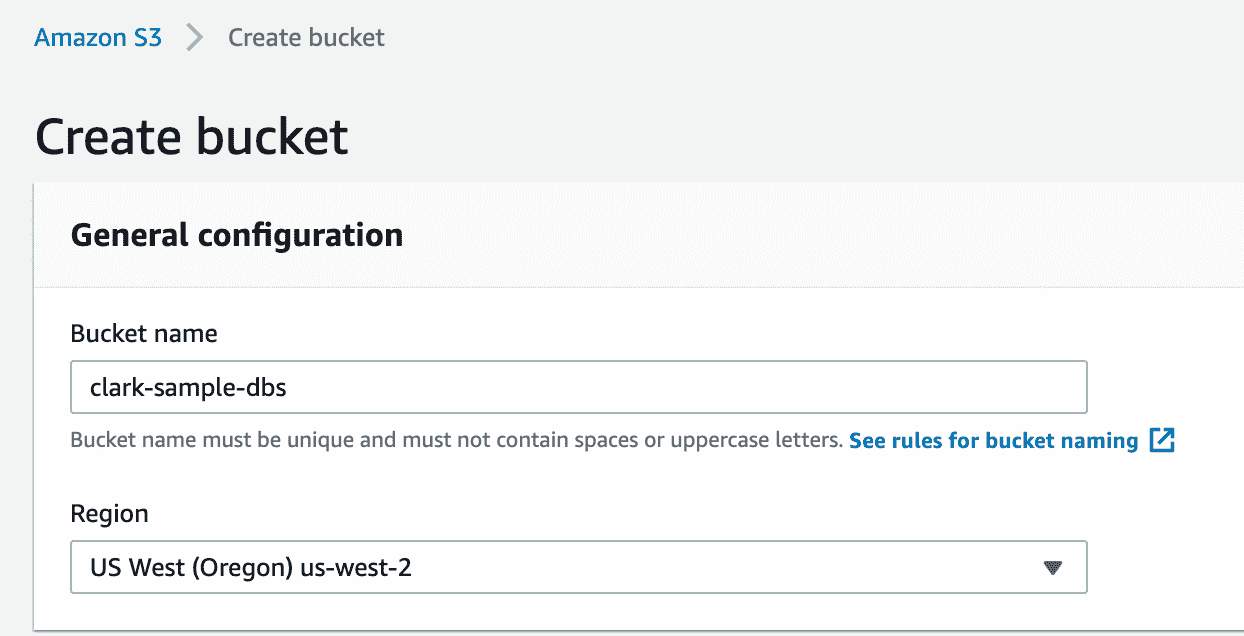 Amazon S3 Create bucket
Create bucket
General configuration
Bucket name
clark-sample-dbs
Bucket name must be unique and must not contain spaces or uppercase letters. See rules for bucket naming
Region
US West (Oregon) us-west-2